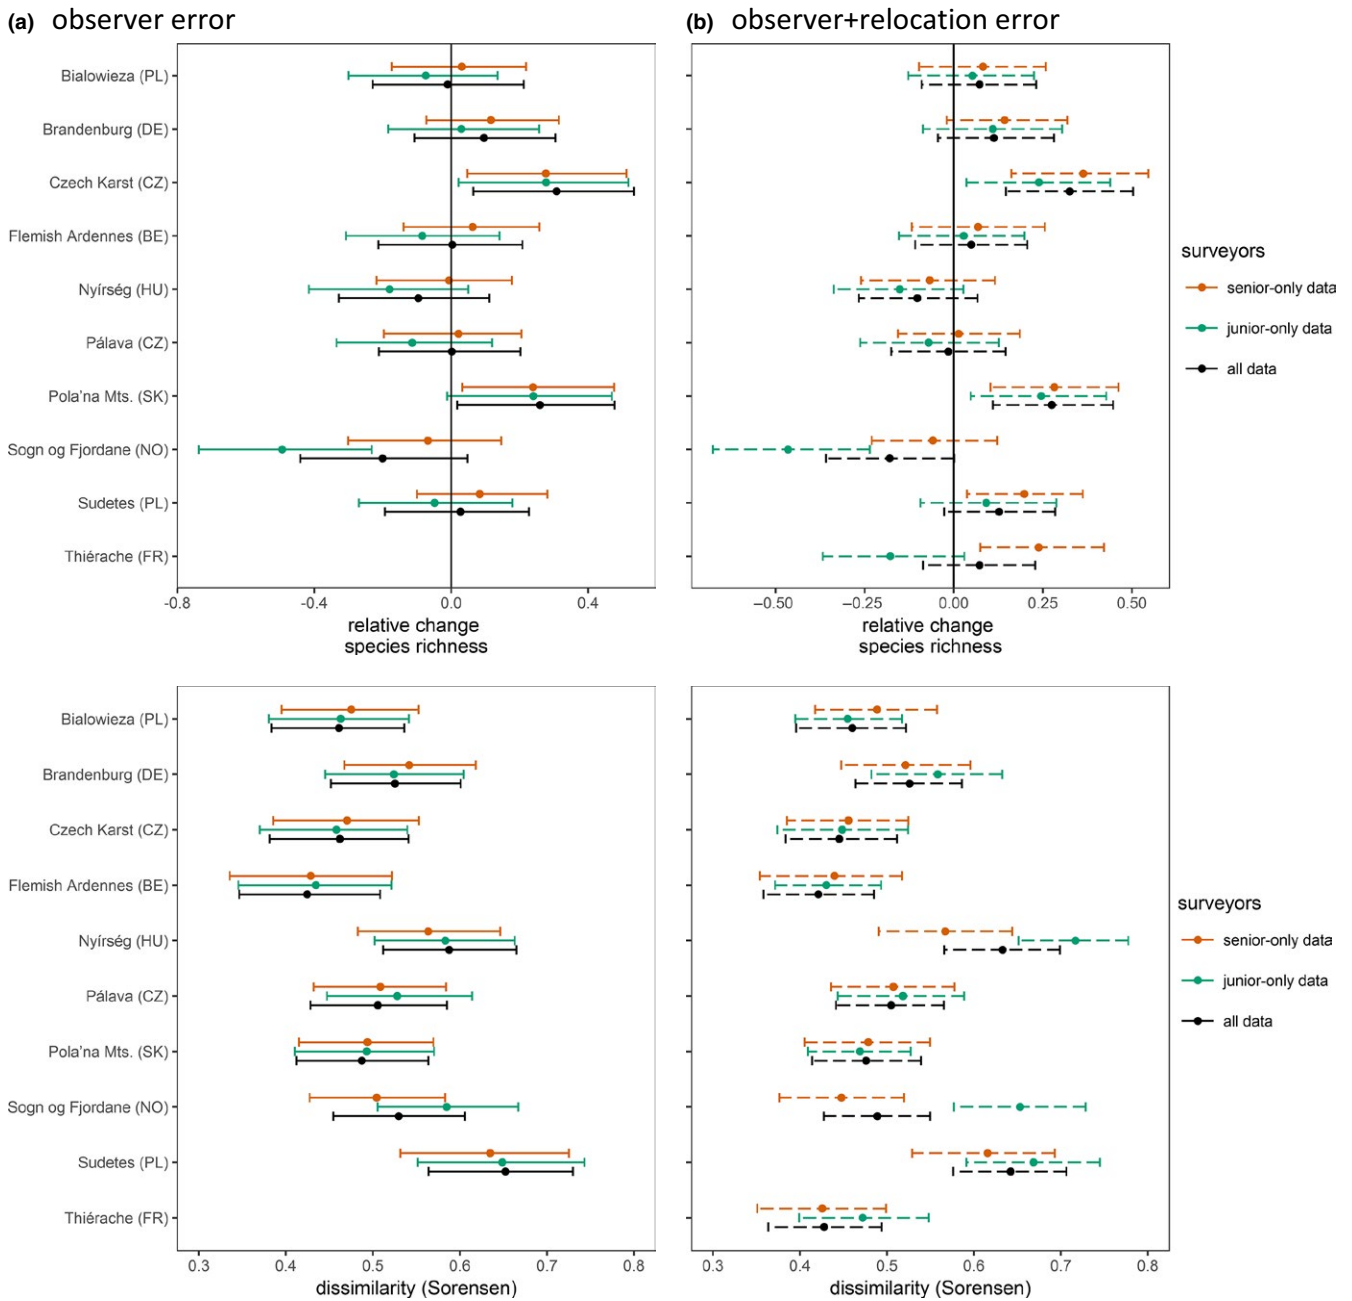 (a) observer error
(b) observer+relocation error
Bialowieza (PL)
Brandenburg (DE)
Czech Karst (CZ)
Flemish Ardennes (BE)
Nyírség (HU)
Pálava (CZ)
Pola'na Mts. (SK)
Sogn og Fjordane (NO)
Sudetes (PL)
Thiérache (FR)
-0.8 -0.4 0.0 0.4
relative change
species richness
−0.50 −0.25 0.00 0.25 0.50
relative change
species richness
surveyors
senior-only data
junior-only data
all data
Bialowieza (PL)
Brandenburg (DE)
Czech Karst (CZ)
Flemish Ardennes (BE)
Nyírség (HU)
Pálava (CZ)
Pola'na Mts. (SK)
Sogn og Fjordane (NO)
Sudetes (PL)
Thiérache (FR)
0.3 0.4 0.5 0.6 0.7 0.8
dissimilarity (Sorensen)
0.3 0.4 0.5 0.6 0.7 0.8
dissimilarity (Sorensen)
surveyors
senior-only data
junior-only data
all data